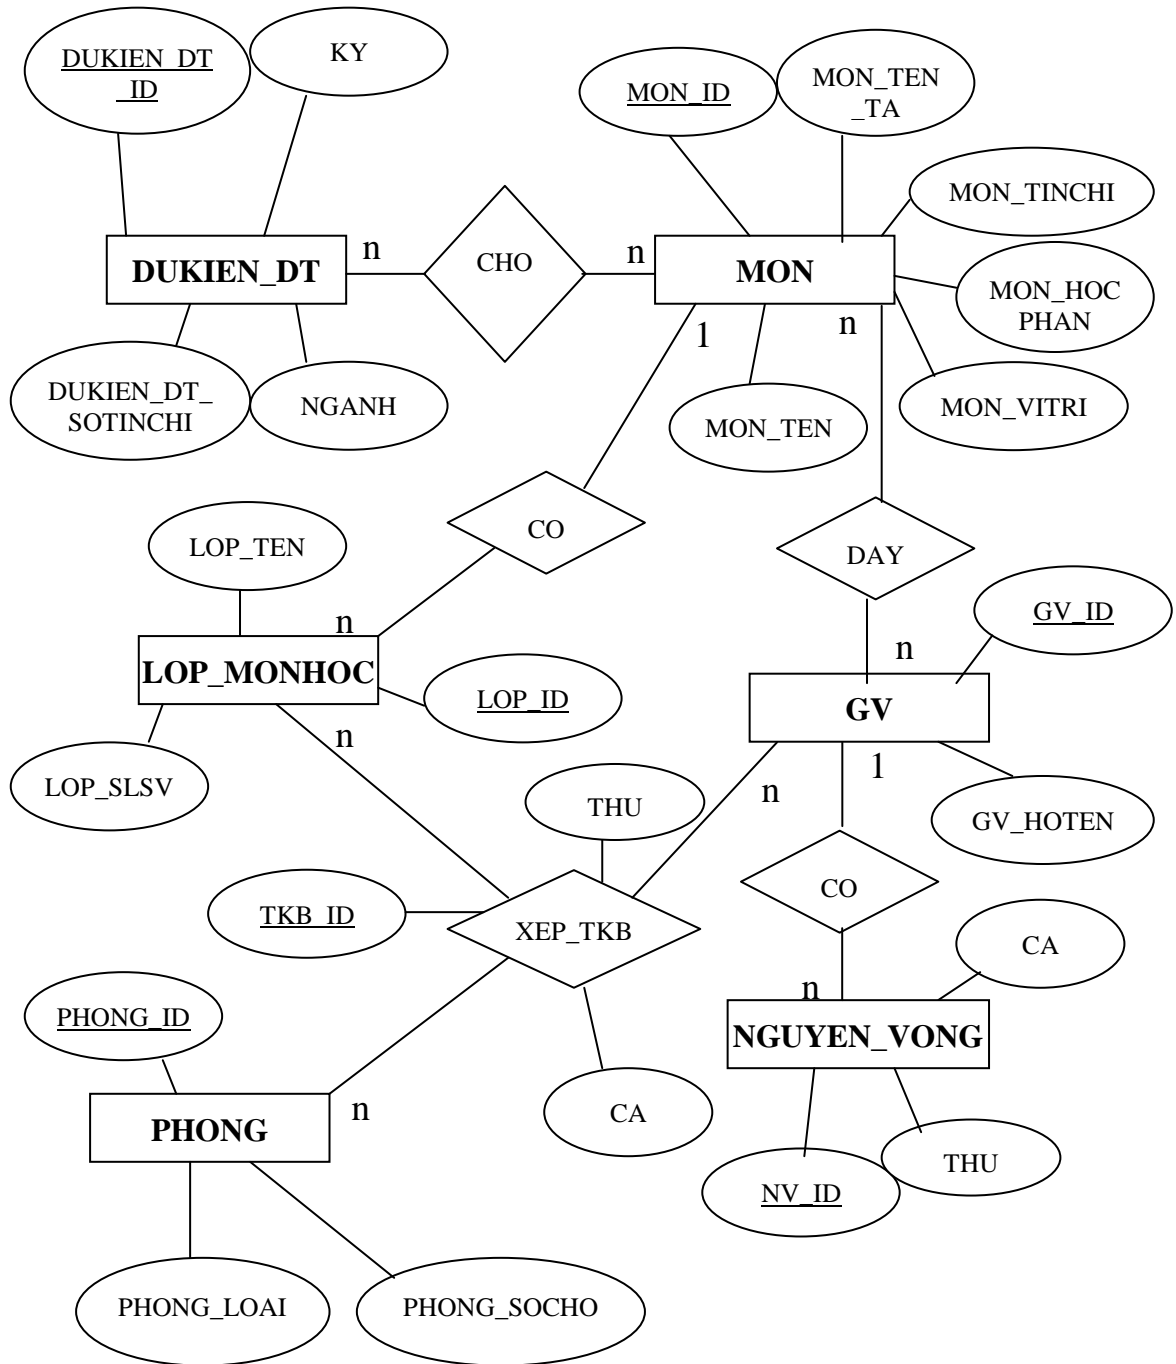 DUKIEN_DT
_ID
KY
MON_ID
MON_TEN
_TA
MON_TINCHI
DUKIEN_DT
n
CHO
n
MON
MON_HOC
PHAN
1
n
DUKIEN_DT_
SOTINCHI
NGANH
MON_TEN
MON_VITRI
CO
DAY
LOP_TEN
GV_ID
n
n
LOP_MONHOC
LOP_ID
GV
n
LOP_SLSV
THU
n
1
GV_HOTEN
CO
TKB_ID
XEP_TKB
CA
n
PHONG_ID
NGUYEN_VONG
n
CA
PHONG
THU
NV_ID
PHONG_LOAI
PHONG_SOCHO